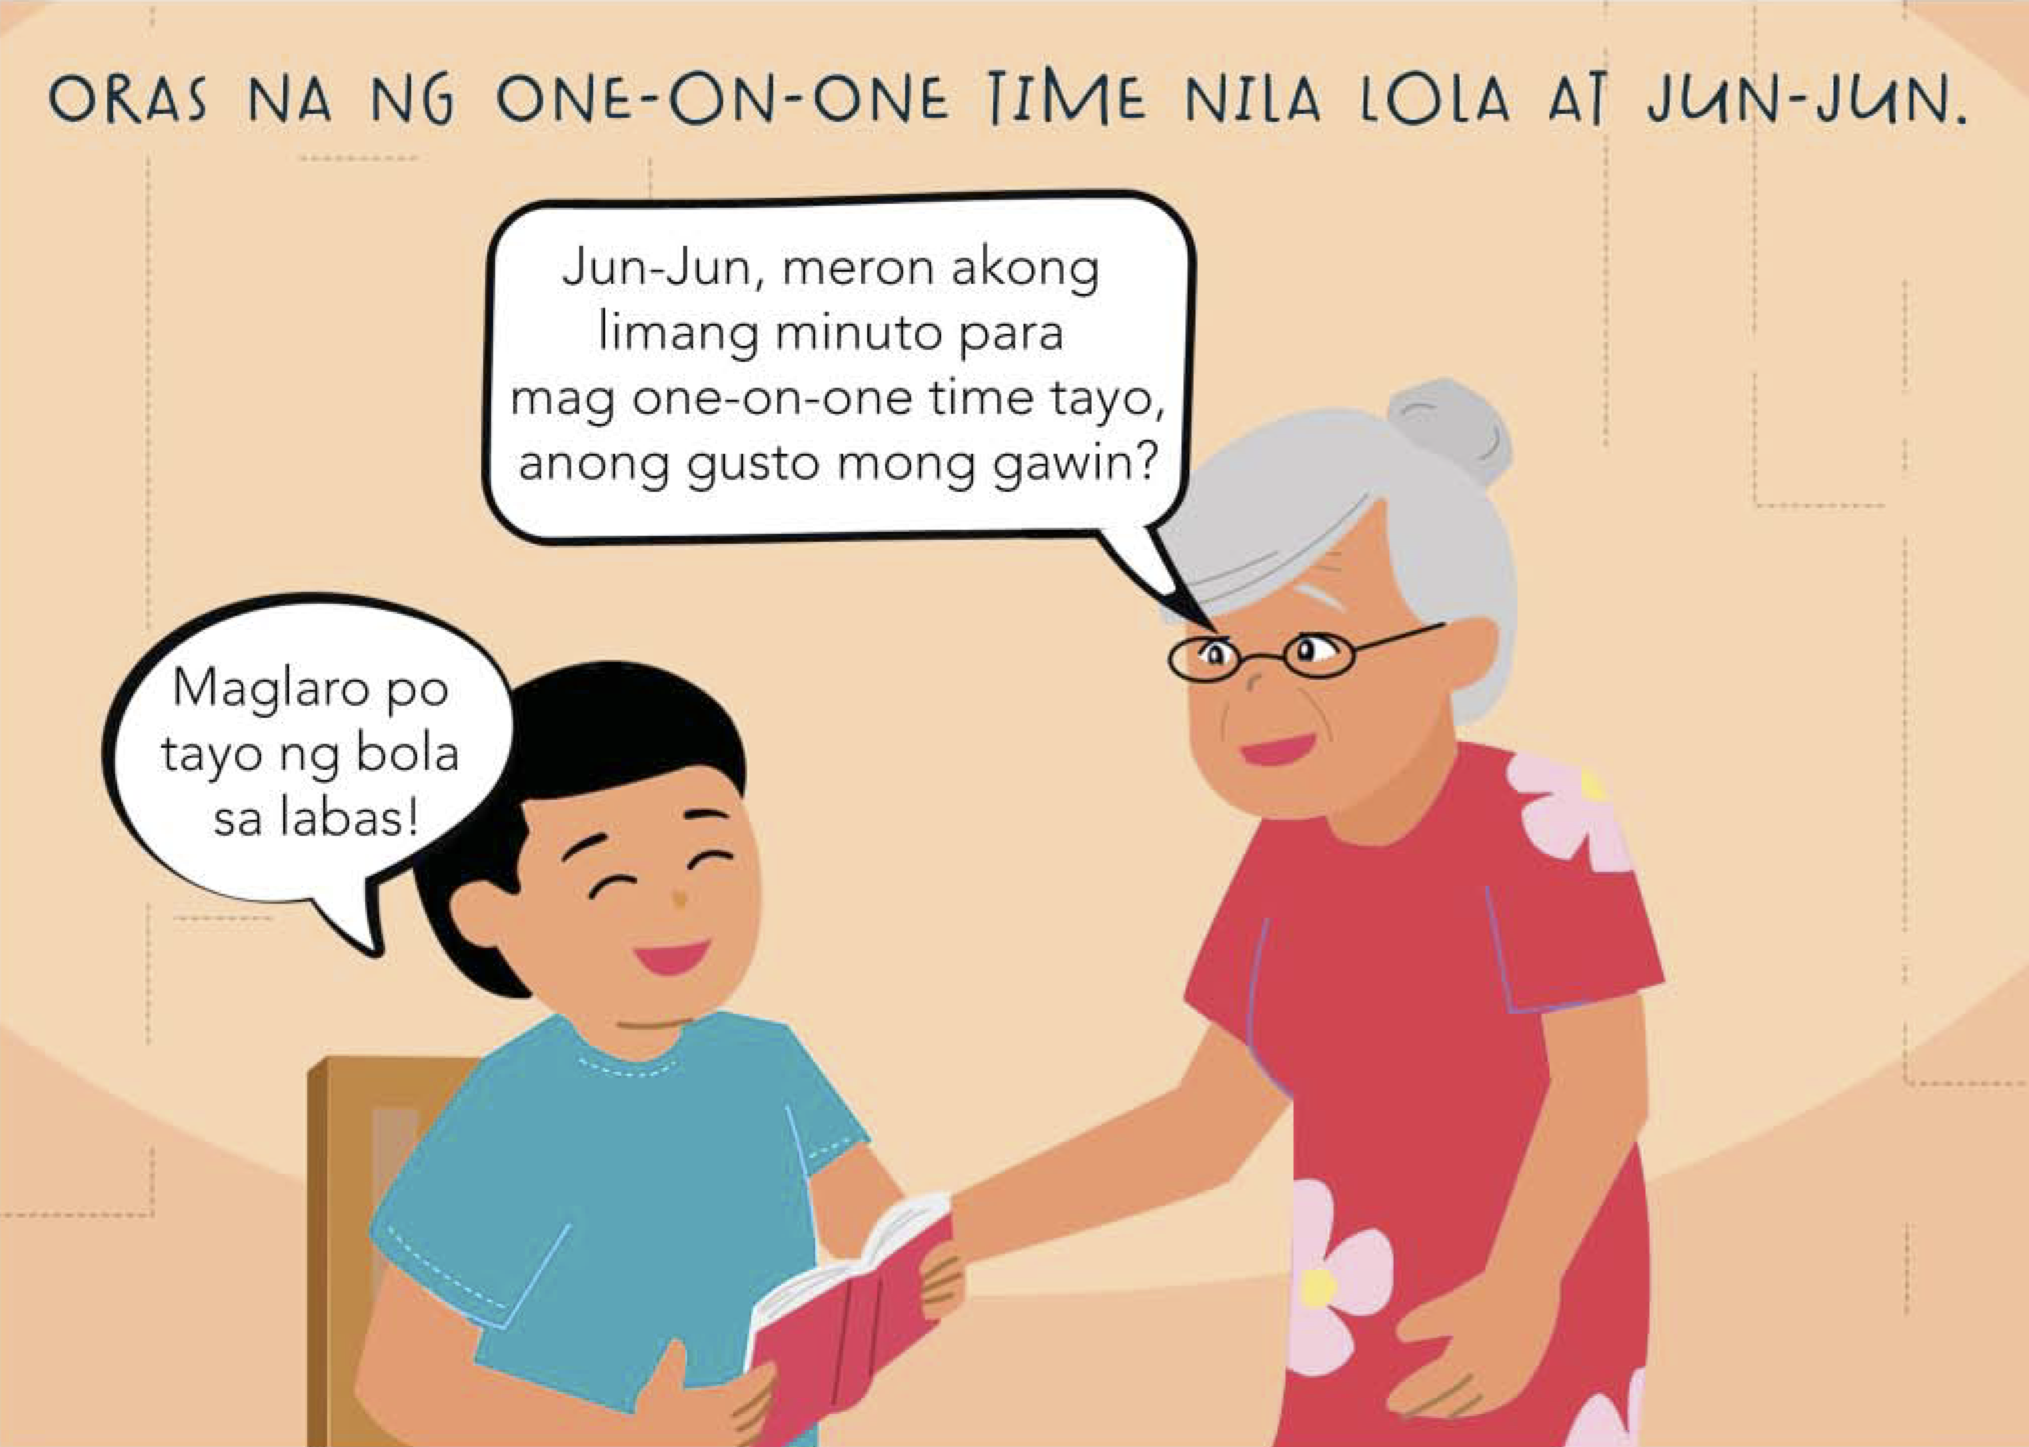 ORAS NA NG ONE-ON-ONE TIME NILA LOLA AT JUN-JUN.
Jun-Jun, meron akong
limang minuto para
mag one-on-one time tayo,
anong gusto mong gawin?
Maglaro po
tayo ng bola
sa labas!